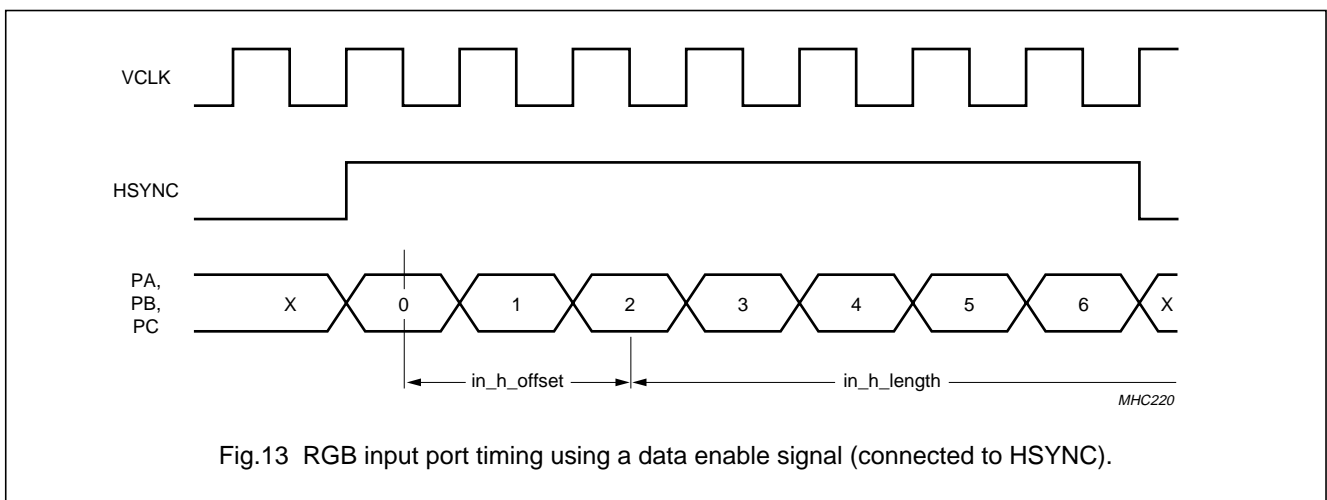 VCLK
HSYNC
PA,
PB,
PC
X 0 1 2 3 4 5 6 X
in_h_offset in_h_length
MHC220
Fig.13 RGB input port timing using a data enable signal (connected to HSYNC).